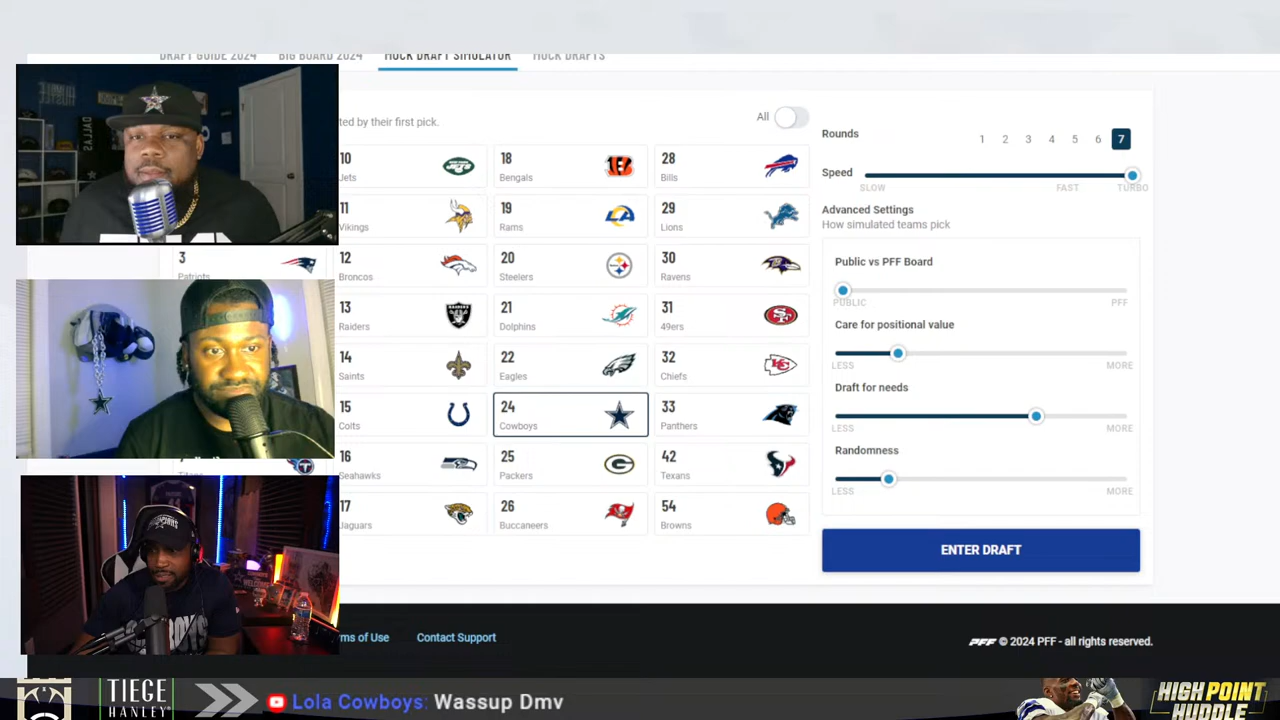 DRAFT GUIDE 2024 BIG BOARD 2024 MOCK DRAFT SIMULATOR MOCK DRAFTS
ted by their first pick.
All
10
Jets
18
Bengals
28
Bills
11
Vikings
19
Rams
29
Lions
3
Patriots
12
Broncos
20
Steelers
30
Ravens
13
Raiders
21
Dolphins
31
49ers
14
Saints
22
Eagles
32
Chiefs
15
Colts
24
Cowboys
33
Panthers
16
Seahawks
25
Packers
42
Texans
17
Jaguars
26
Buccaneers
54
Browns
Rounds 1 2 3 4 5 6 7
Speed
SLOW FAST TURBO
Advanced Settings
How simulated teams pick
Public vs PFF Board
PUBLIC PFF
Care for positional value
LESS MORE
Draft for needs
LESS MORE
Randomness
LESS MORE
ENTER DRAFT
DALLAS
rms of Use Contact Support
PFF © 2024 PFF - all rights reserved.
TIEGE
HANLEY
Lola Cowboys: Wassup Dmv
HIGH POINT
HUDDLE